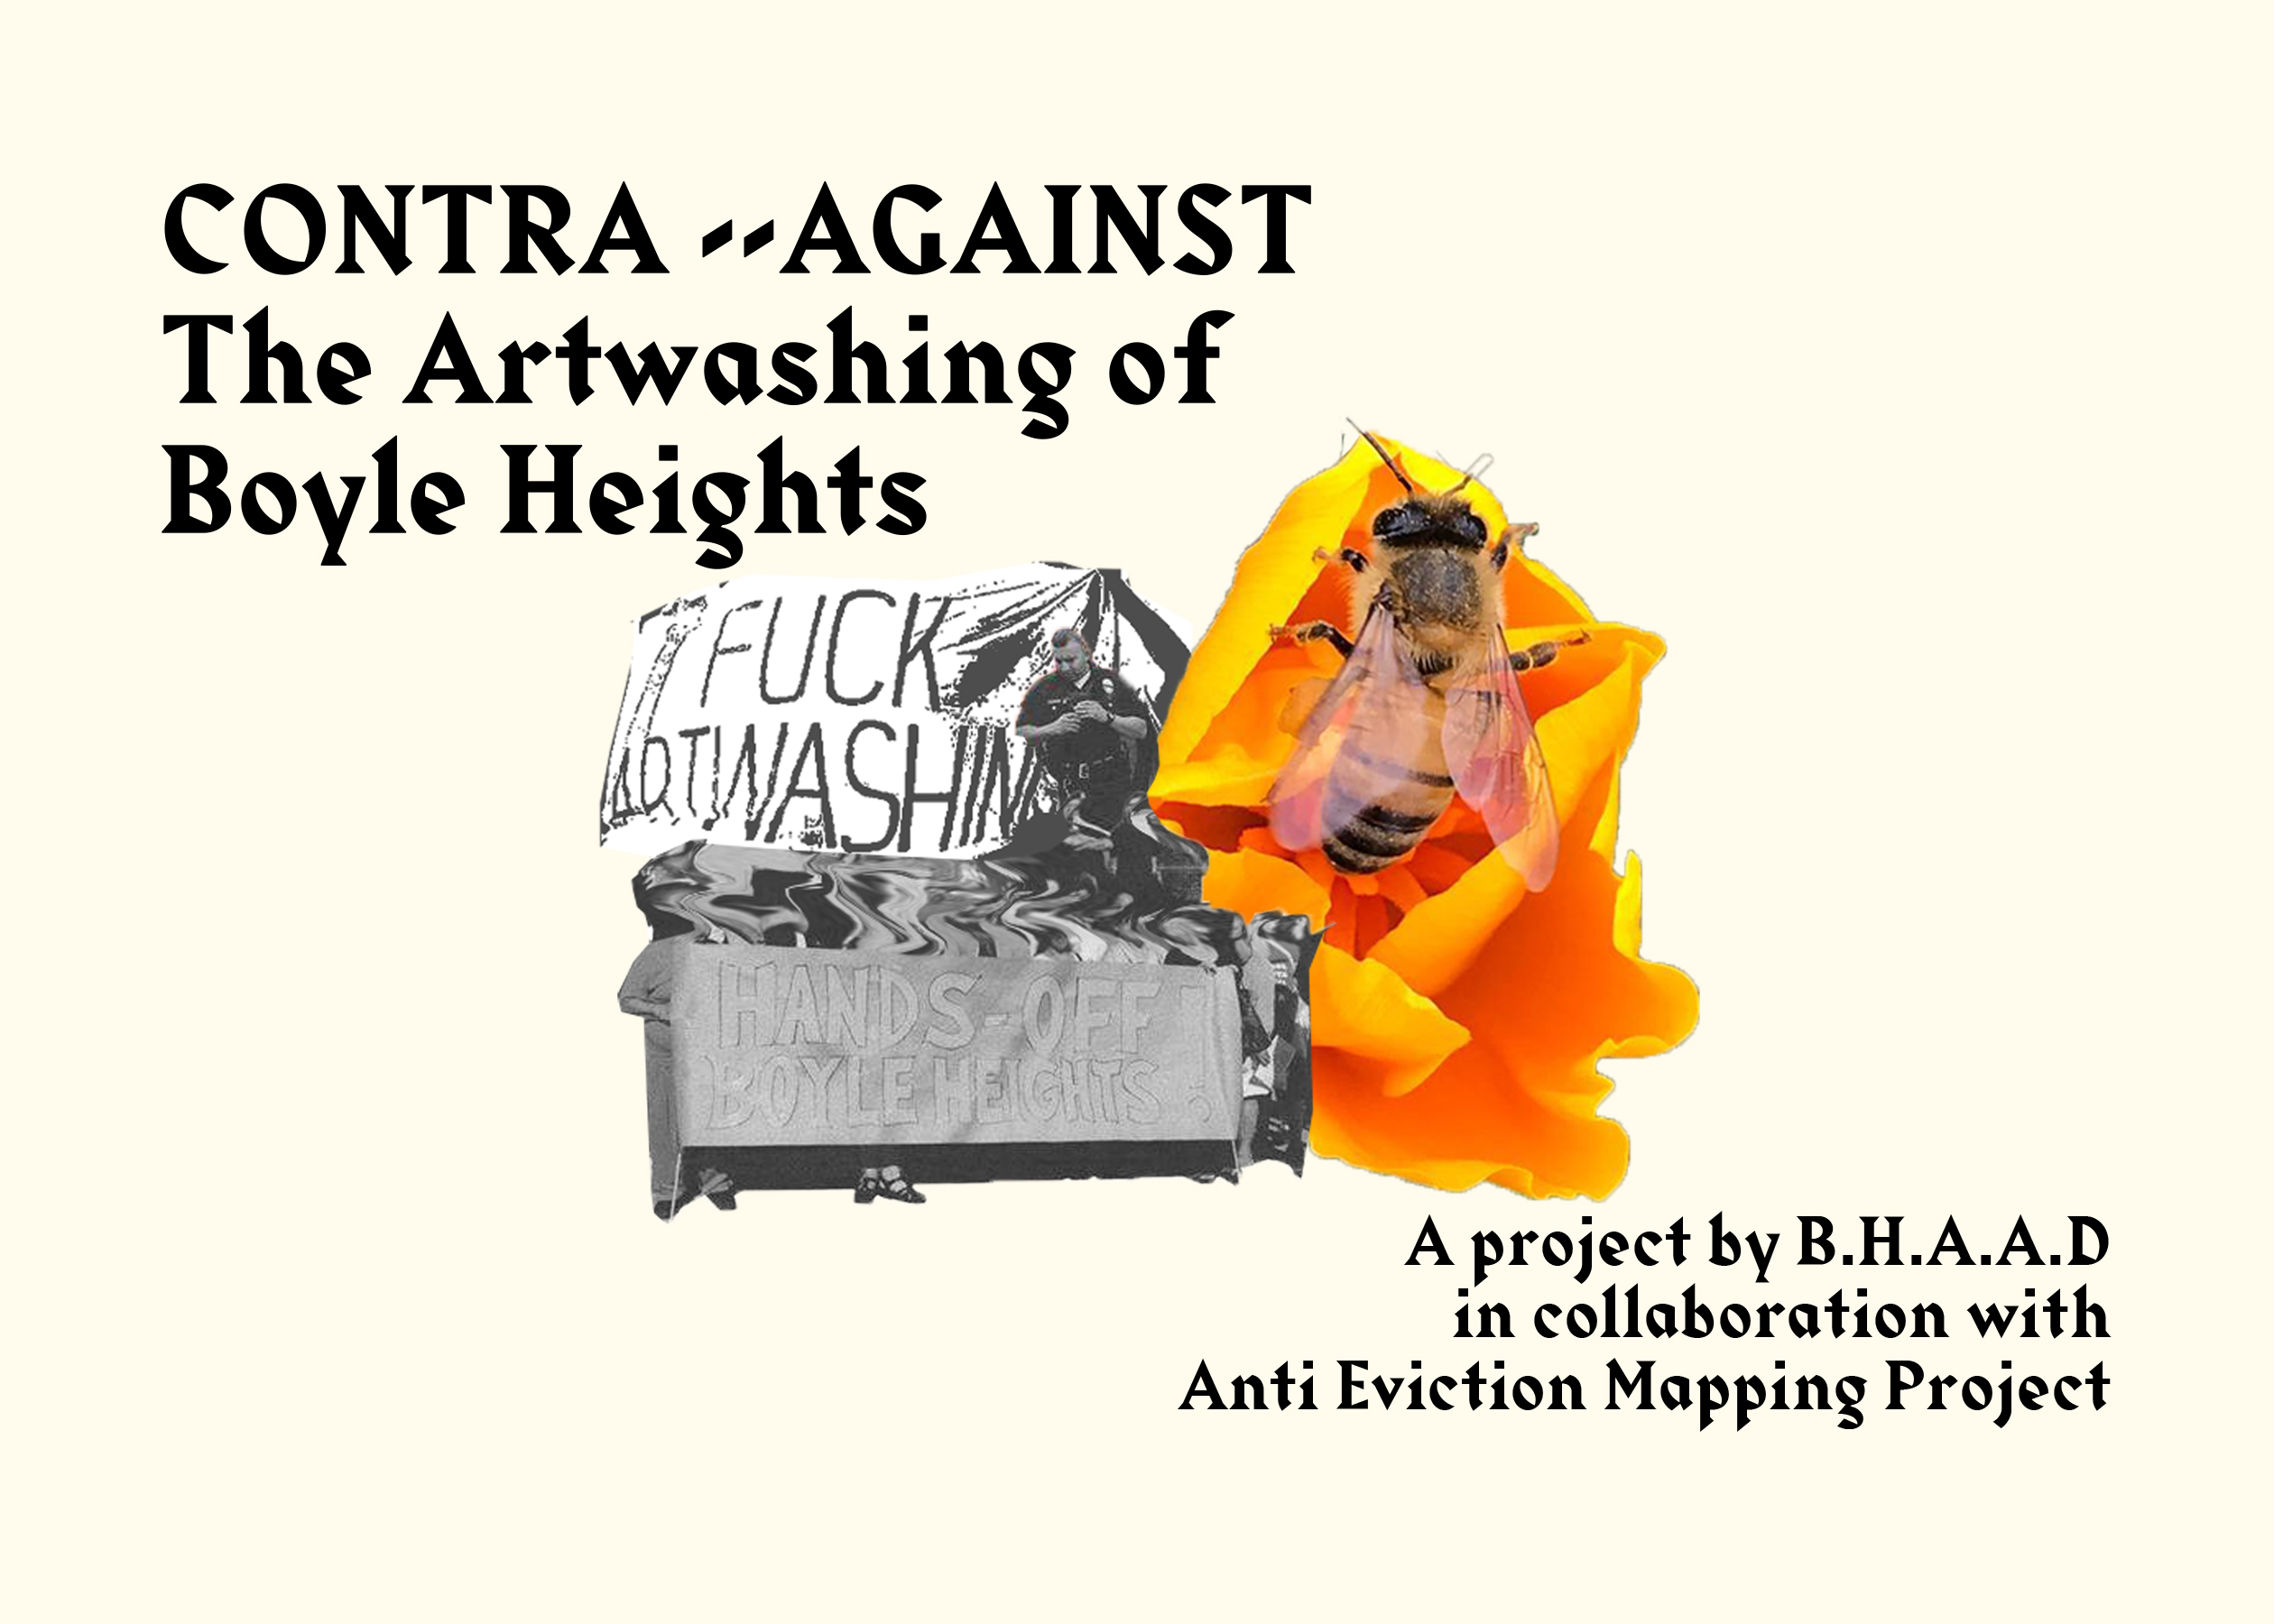 CONTRA --AGAINST
The Artwashing of
Boyle Heights
FUCK
ARTWASHIN
HANDS-OFF
BOYLE HEIGHTS
A project by B.H.A.A.D
in collaboration with
Anti Eviction Mapping Project